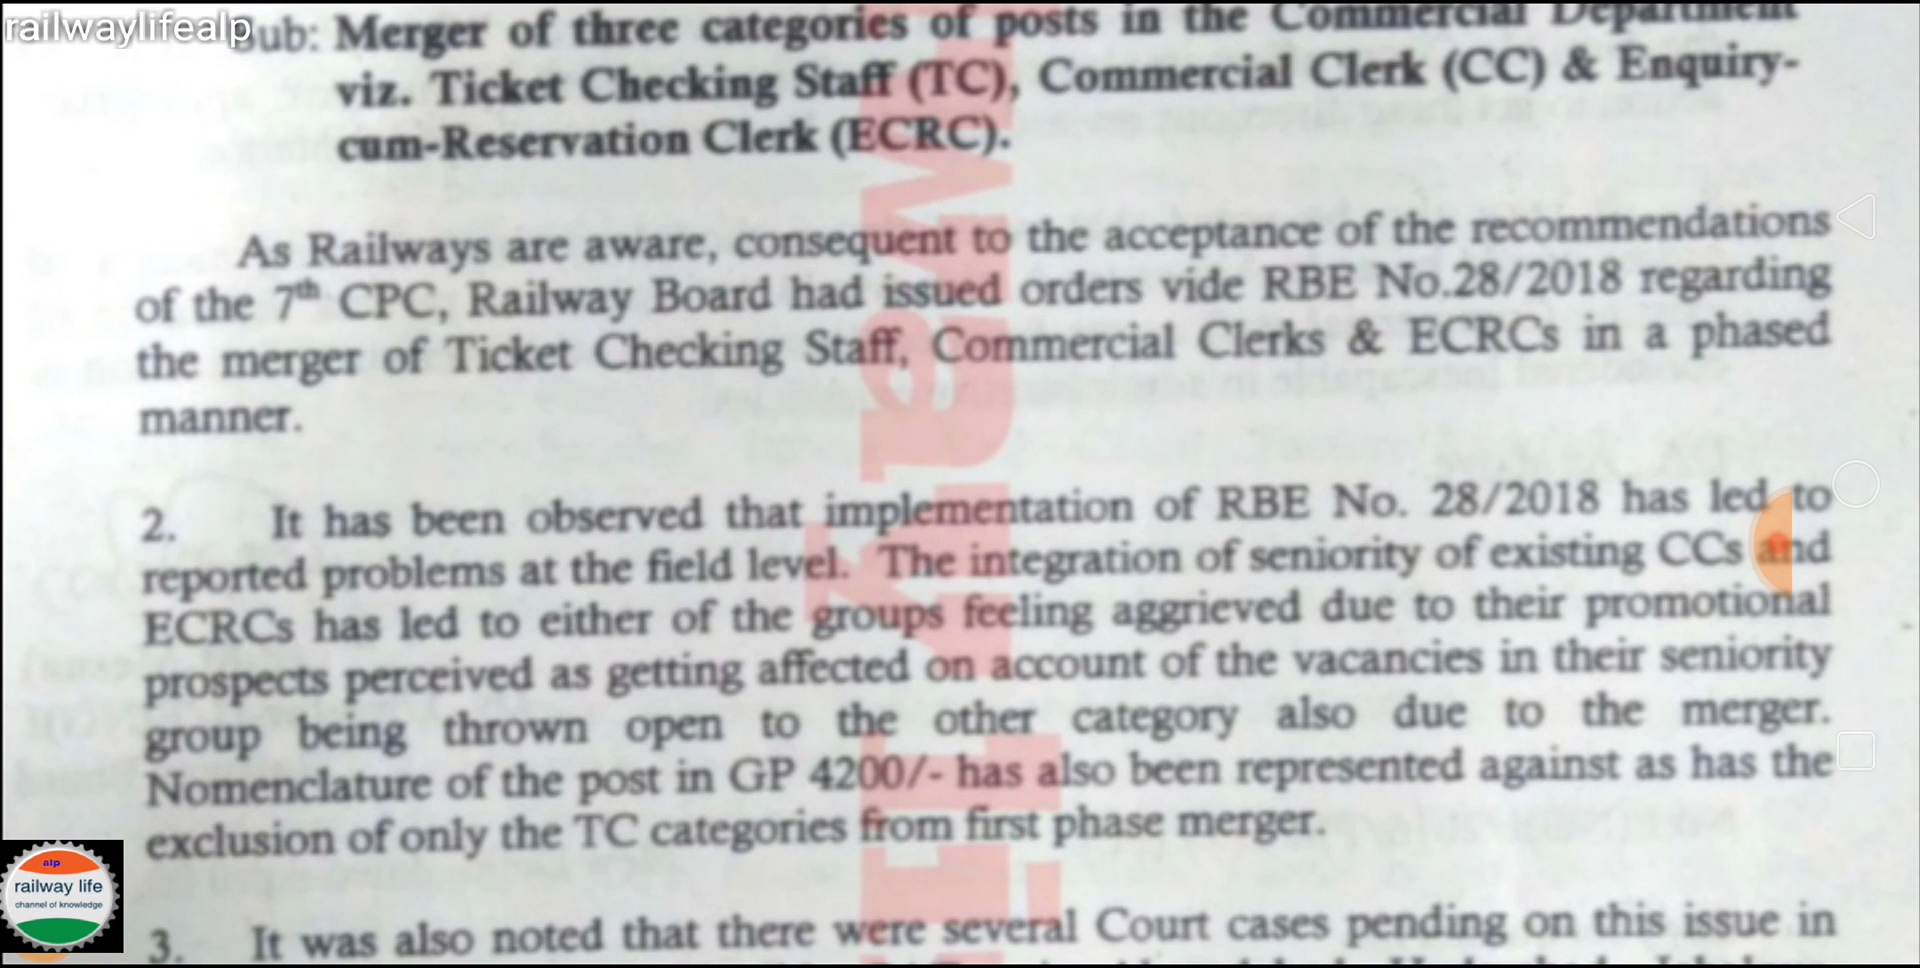 railwaylifealp
Sub: Merger of three categories of posts in the Commercial Department
viz. Ticket Checking Staff (TC), Commercial Clerk (CC) & Enquiry-
cum-Reservation Clerk (ECRC).
As Railways are aware, consequent to the acceptance of the recommendations
of the 7th CPC, Railway Board had issued orders vide RBE No.28/2018 regarding
the merger of Ticket Checking Staff, Commercial Clerks & ECRCs in a phased
manner.
2. It has been observed that implementation of RBE No. 28/2018 has led to
reported problems at the field level. The integration of seniority of existing CCs and
ECRCs has led to either of the groups feeling aggrieved due to their promotional
prospects perceived as getting affected on account of the vacancies in their seniority
group being thrown open to the other category also due to the merger.
Nomenclature of the post in GP 4200/- has also been represented against as has the
exclusion of only the TC categories from first phase merger.
3. It was also noted that there were several Court cases pending on this issue in
alp
railway life
channel of knowledge